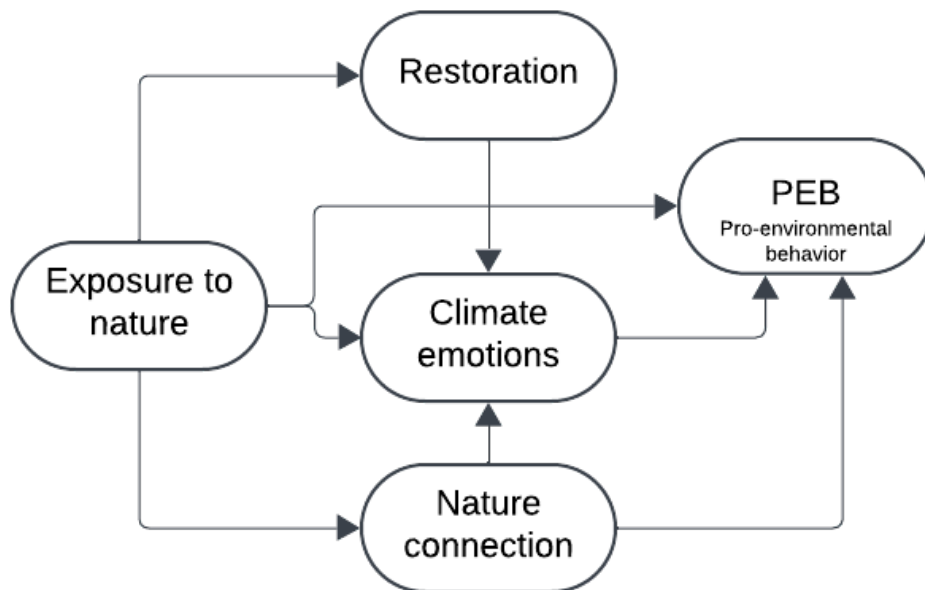 Restoration
PEB
Pro-environmental
behavior
Exposure to
nature
Climate
emotions
Nature
connection